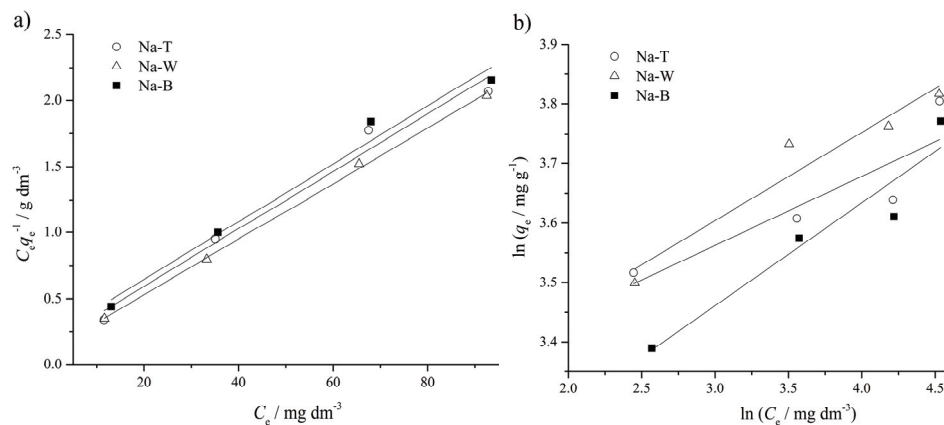 a)
Na-T
Na-W
Na-B
2.5
2.0
1.5
1.0
0.5
0.0
20
40
60
80
Cₑqₑ⁻¹ / g dm⁻³
Cₑ / mg dm⁻³
b)
Na-T
Na-W
Na-B
3.9
3.8
3.7
3.6
3.5
3.4
2.0
2.5
3.0
3.5
4.0
4.5
ln (qₑ / mg g⁻¹)
ln (Cₑ / mg dm⁻³)